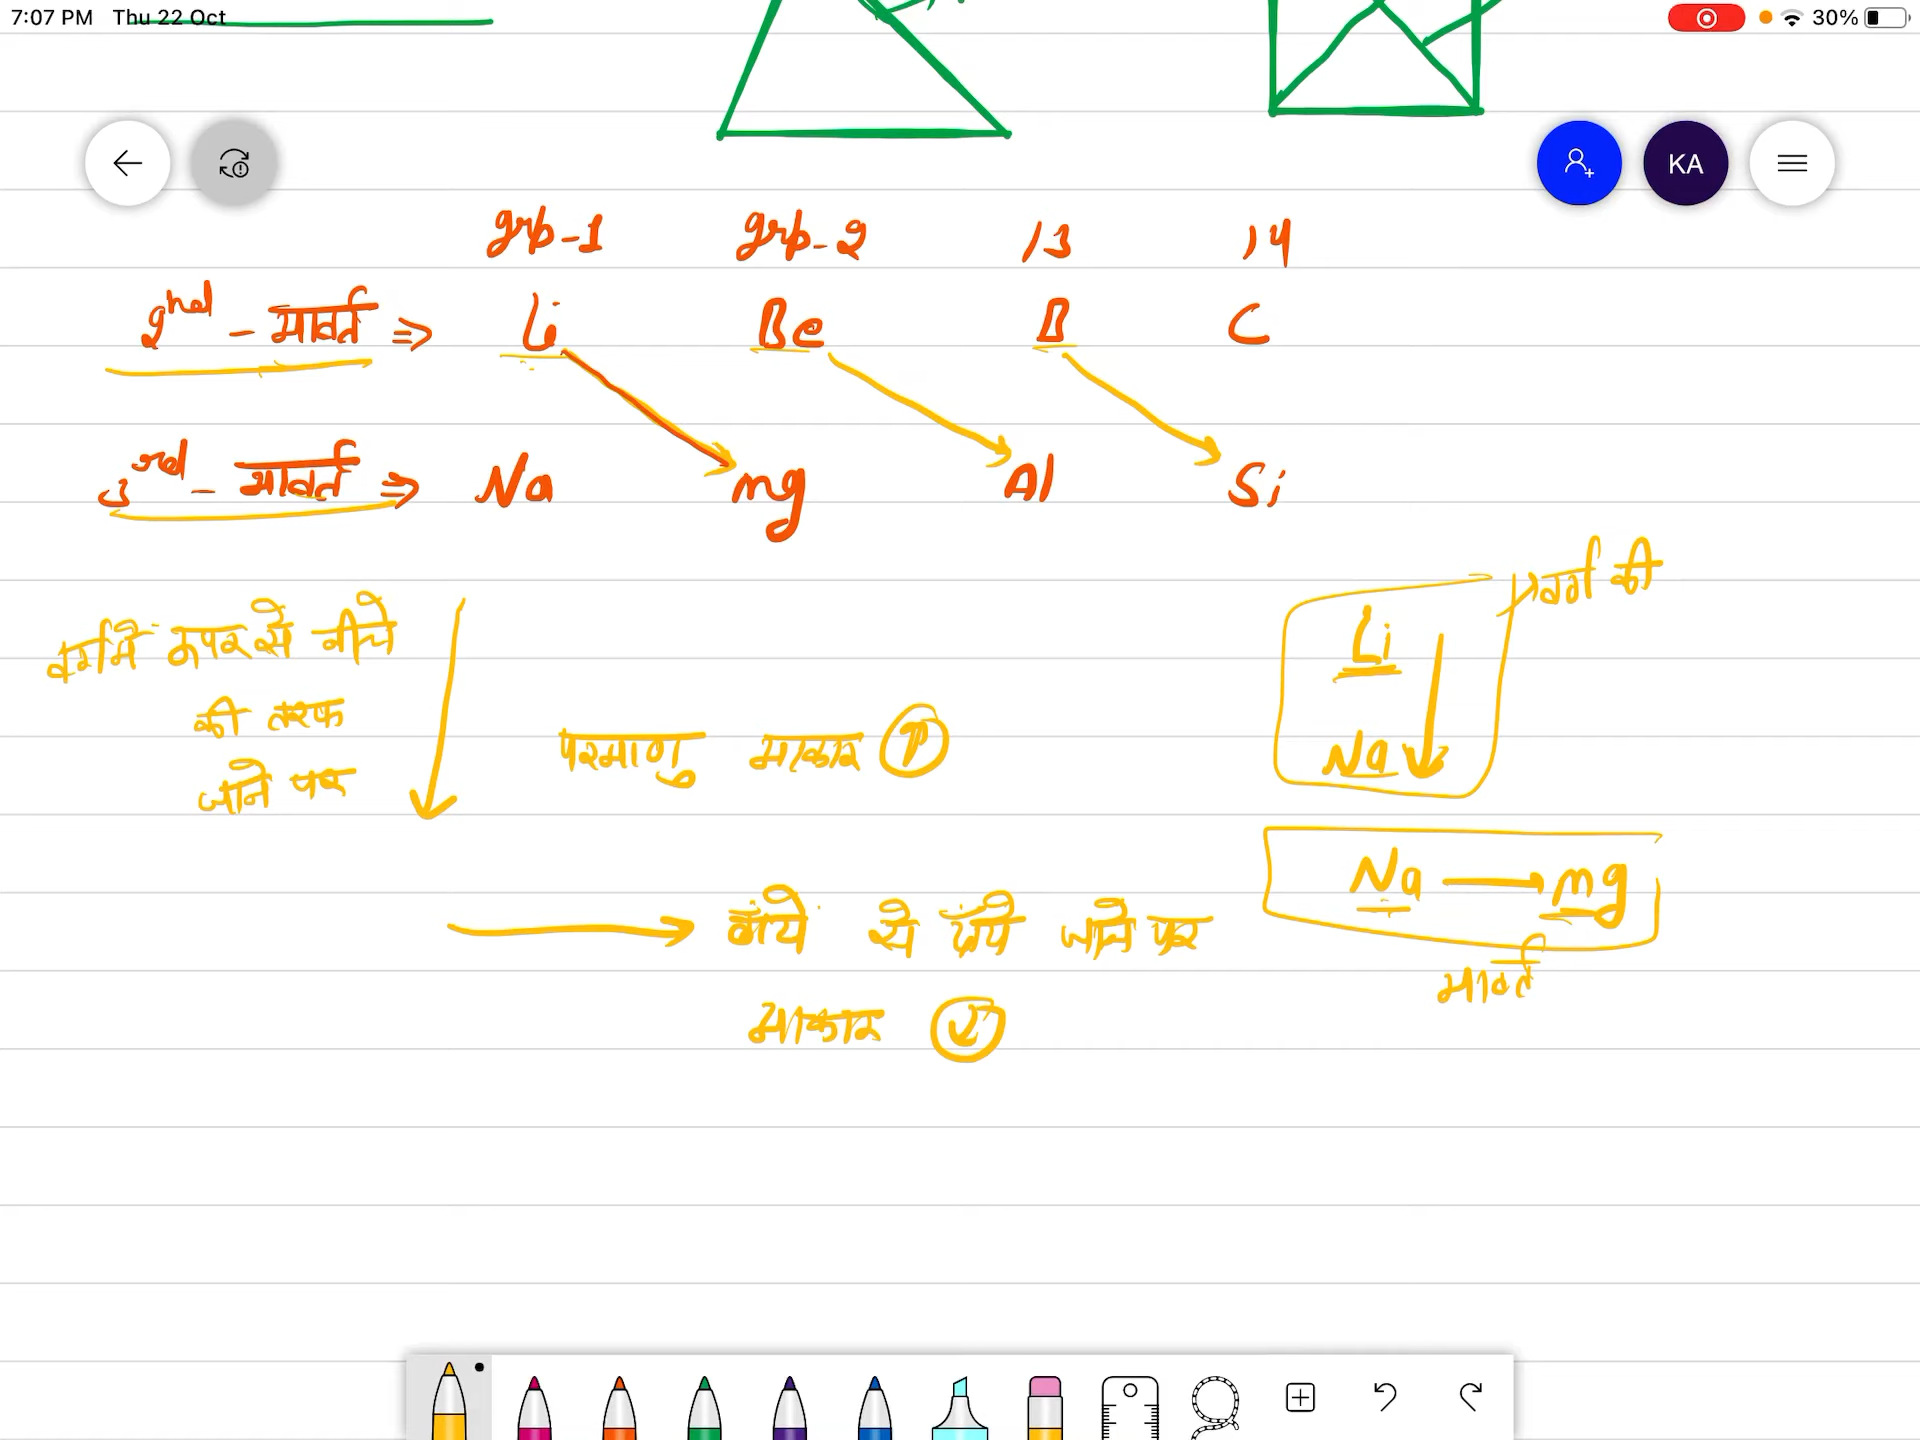 7:07 PM Thu 22 Oct 30%
KA
grp-1 grp-2 13 14
2nd - आवर्त ⇒ Li Be B C
3rd - आवर्त ⇒ Na mg Al Si
वर्ग की
वर्ग में ऊपर से नीचे
Li
की तरफ
परमाणु आकार ↑
Na
जाने पर
Na → mg
→ बांये से दांये जाने पर
आवर्त
आकार ↓